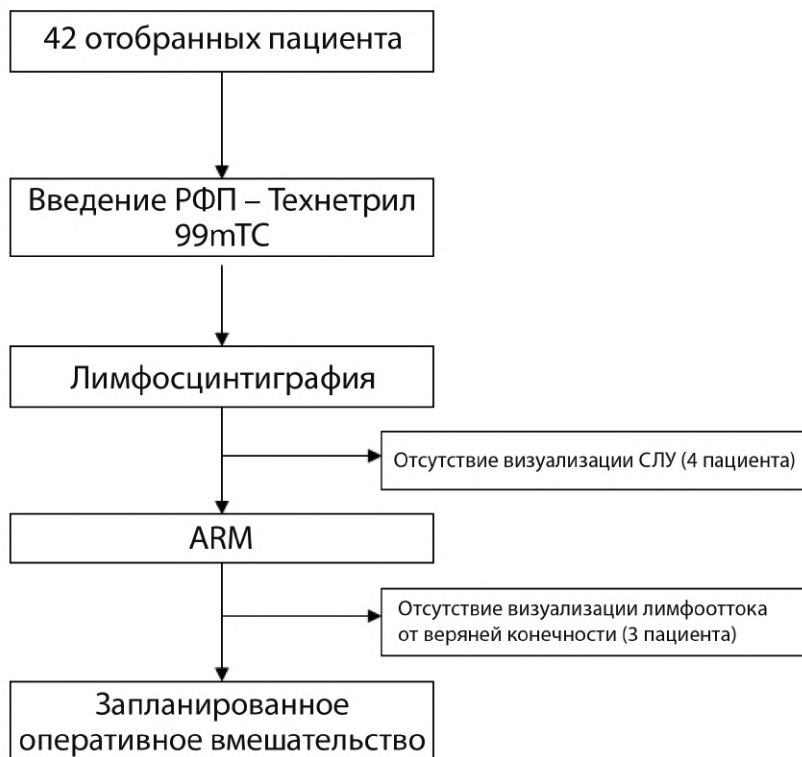 42 отобранных пациента
Введение РФП – Технетрил
99mТС
Лимфосцинтиграфия
Отсутствие визуализации СЛУ (4 пациента)
ARM
Отсутствие визуализации лимфооттока
от веряней конечности (3 пациента)
Запланированное
оперативное вмешательство